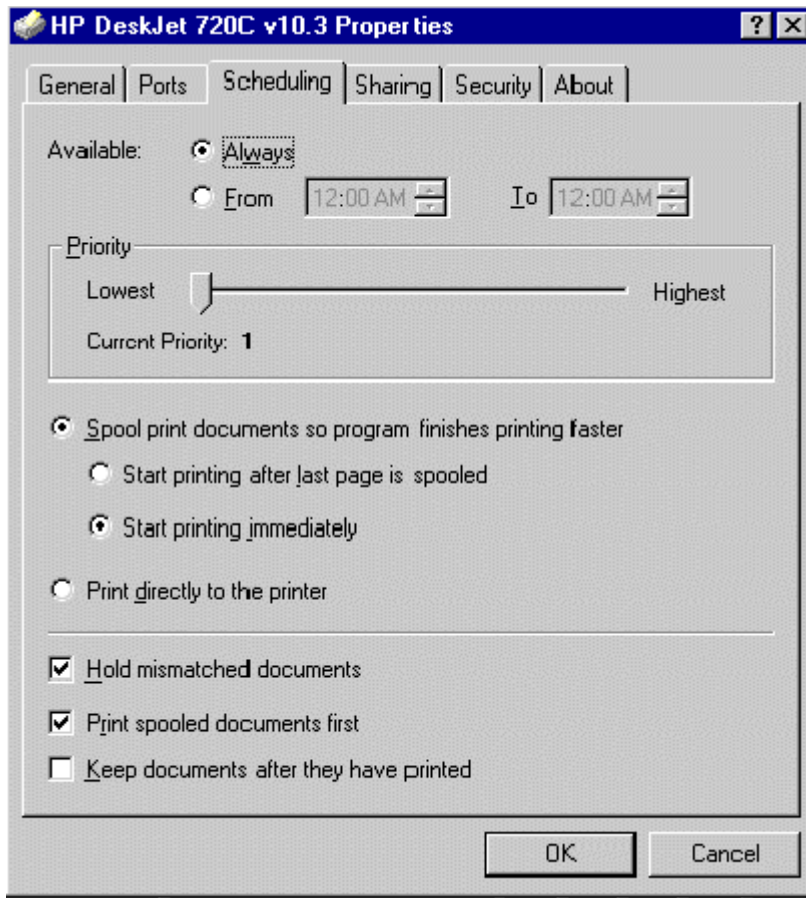 HP DeskJet 720C v10.3 Properties
General Ports Scheduling Sharing Security About
Available: Always
From 12:00 AM To 12:00 AM
Priority
Lowest Highest
Current Priority: 1
Spool print documents so program finishes printing faster
Start printing after last page is spooled
Start printing immediately
Print directly to the printer
Hold mismatched documents
Print spooled documents first
Keep documents after they have printed
OK Cancel